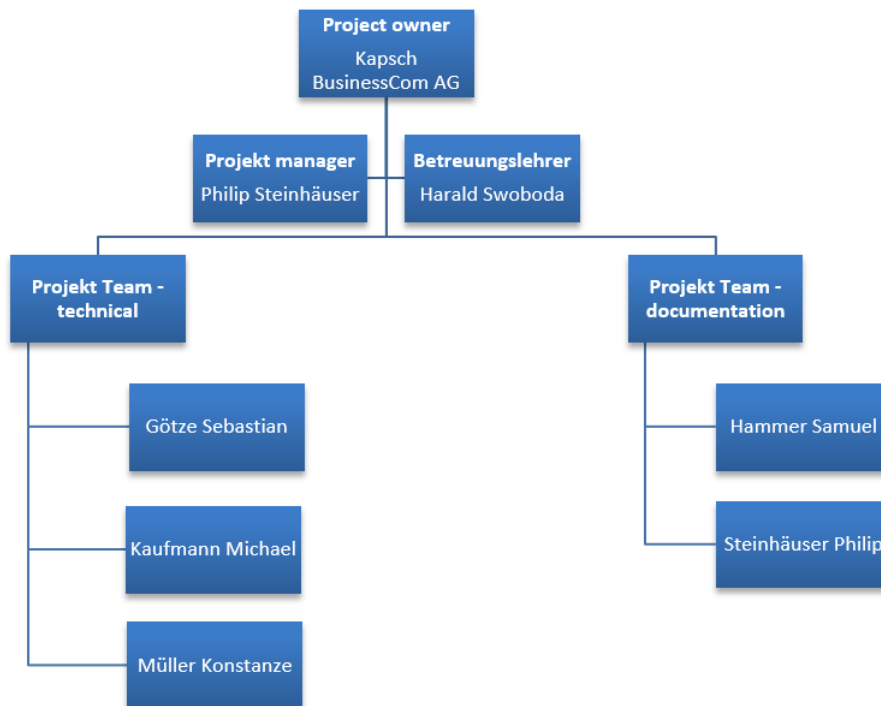 Project owner
Kapsch
BusinessCom AG
Projekt manager
Philip Steinhäuser
Betreuungslehrer
Harald Swoboda
Projekt Team -
technical
Projekt Team -
documentation
Götze Sebastian
Hammer Samuel
Kaufmann Michael
Steinhäuser Philip
Müller Konstanze